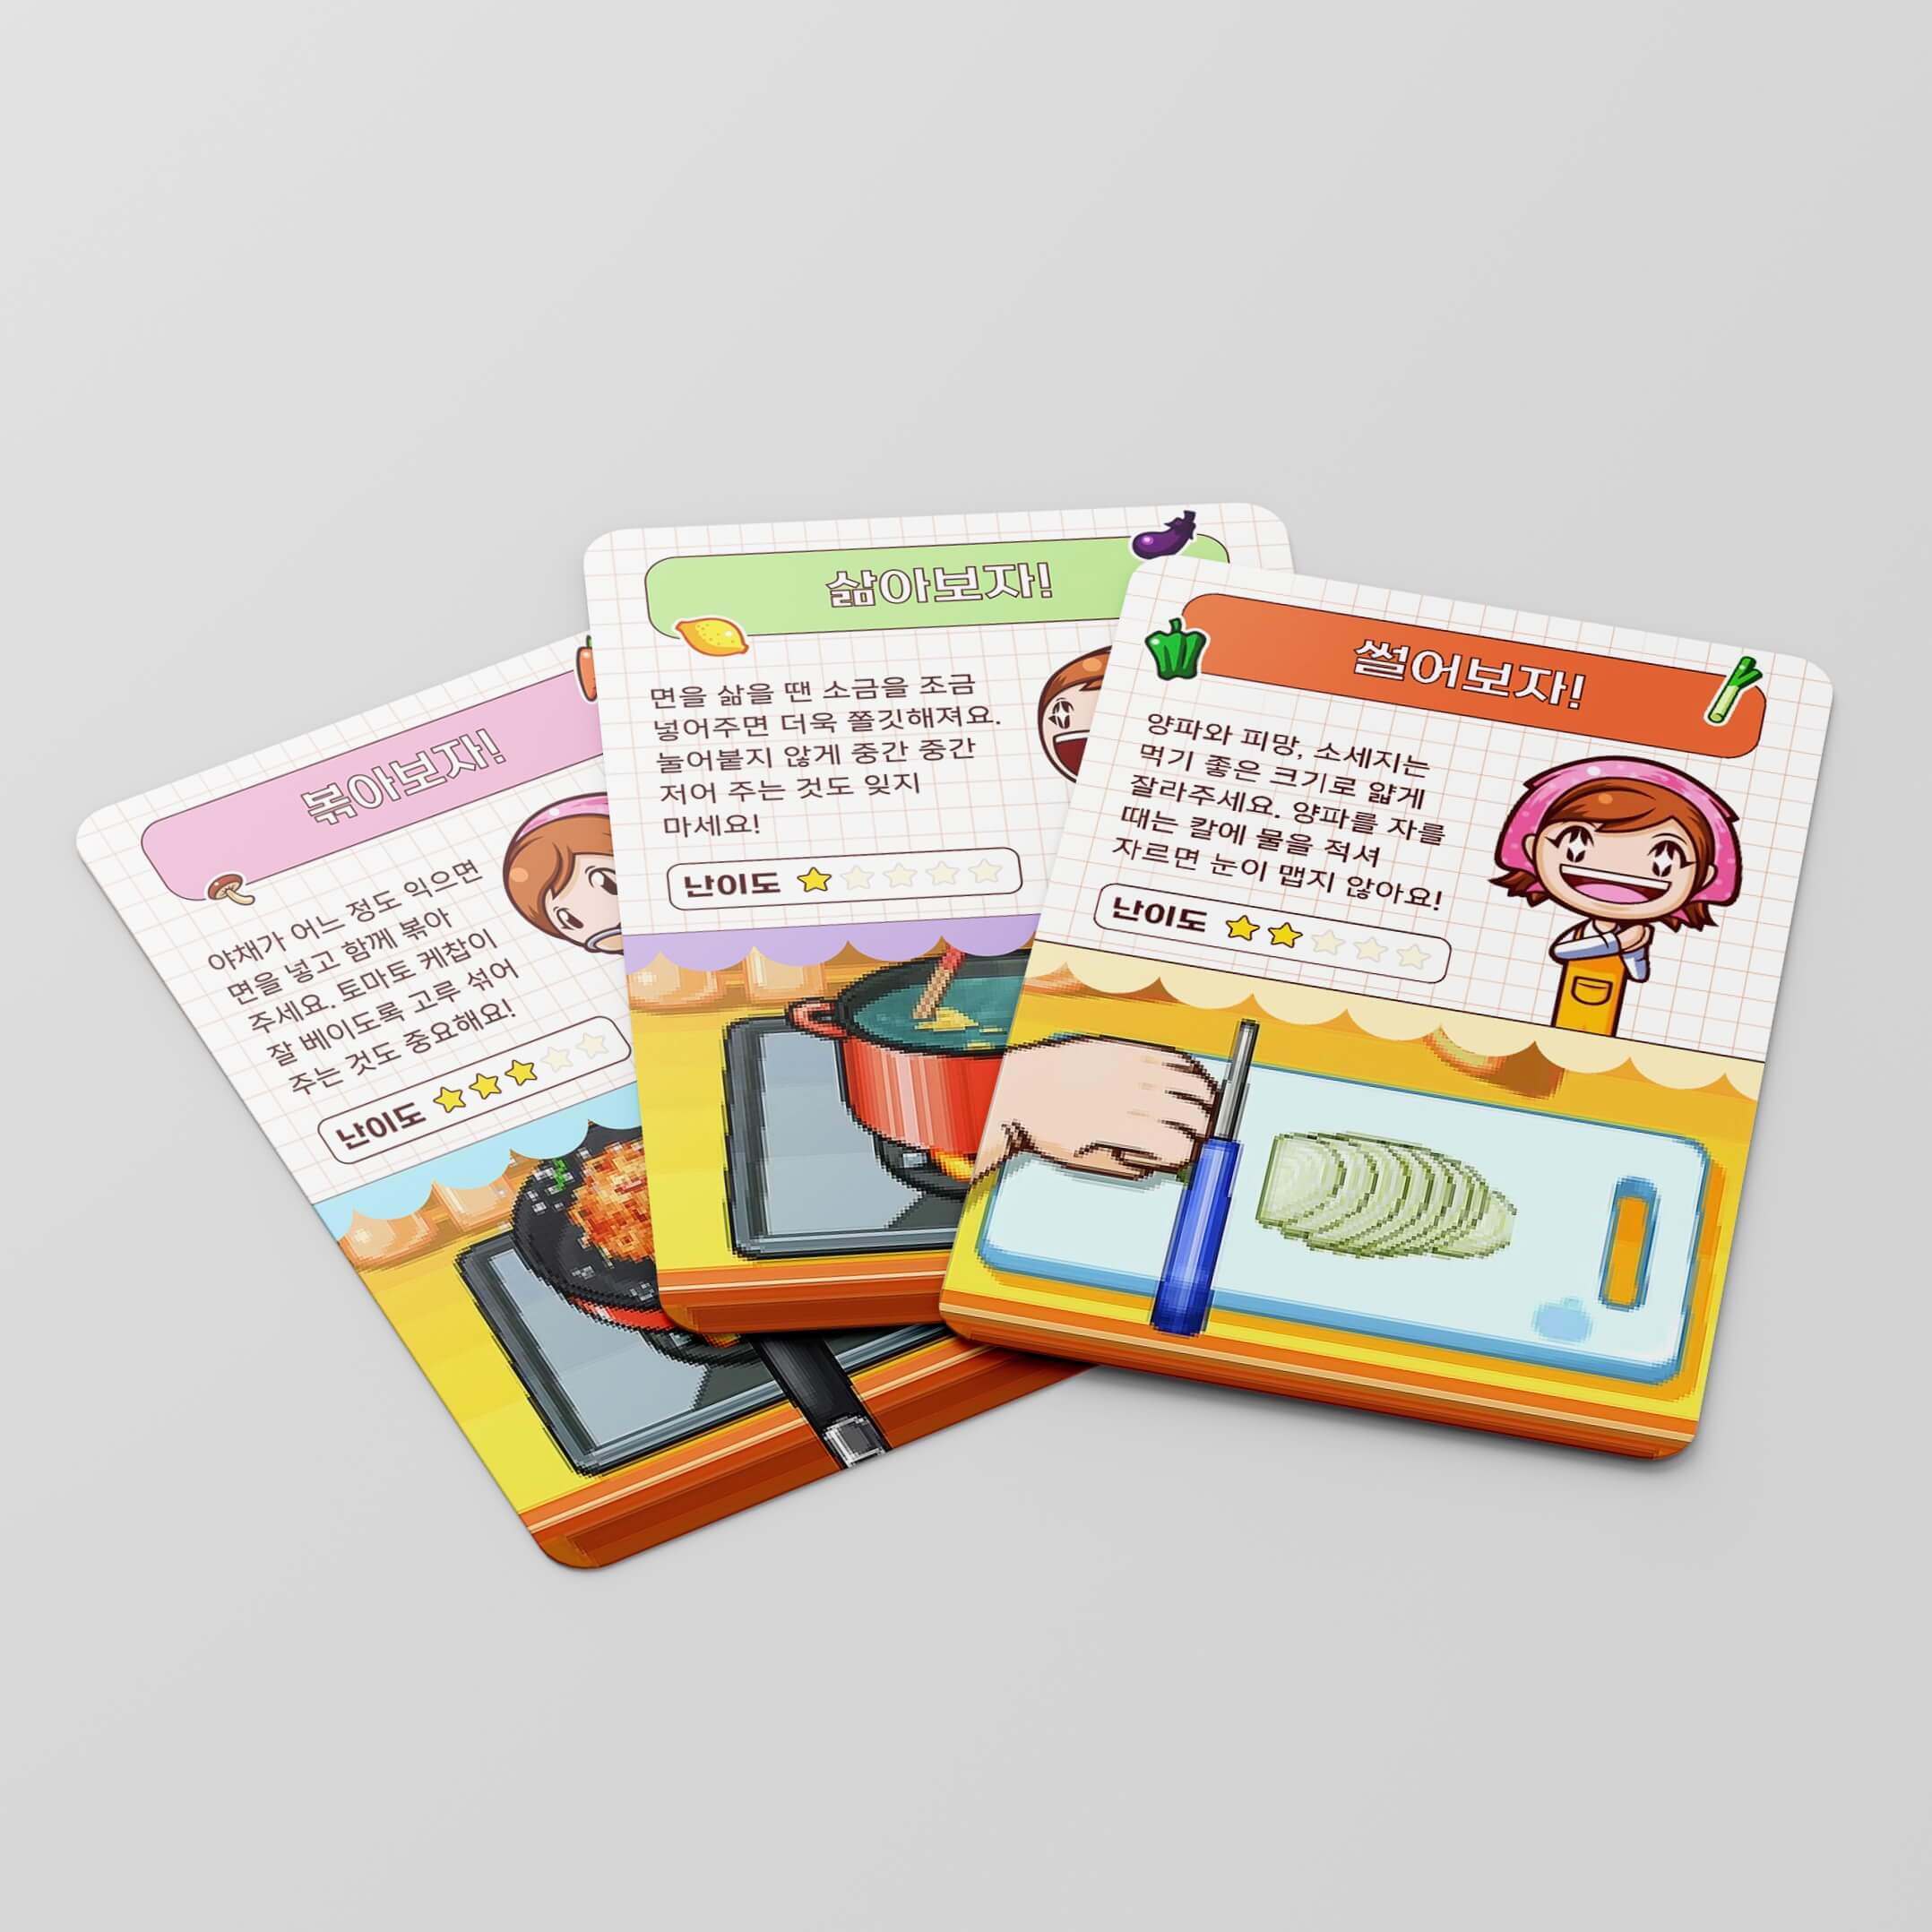 볶아보자!
야채가 어느 정도 익으면
면을 넣고 함께 볶아
주세요. 토마토 케찹이
잘 베이도록 고루 섞어
주는 것도 중요해요!
난이도
삶아보자!
면을 삶을 땐 소금을 조금
넣어주면 더욱 쫄깃해져요.
눌어붙지 않게 중간 중간
저어 주는 것도 잊지
마세요!
난이도
썰어보자!
양파와 피망, 소세지는
먹기 좋은 크기로 얇게
잘라주세요. 양파를 자를
때는 칼에 물을 적셔
자르면 눈이 맵지 않아요!
난이도